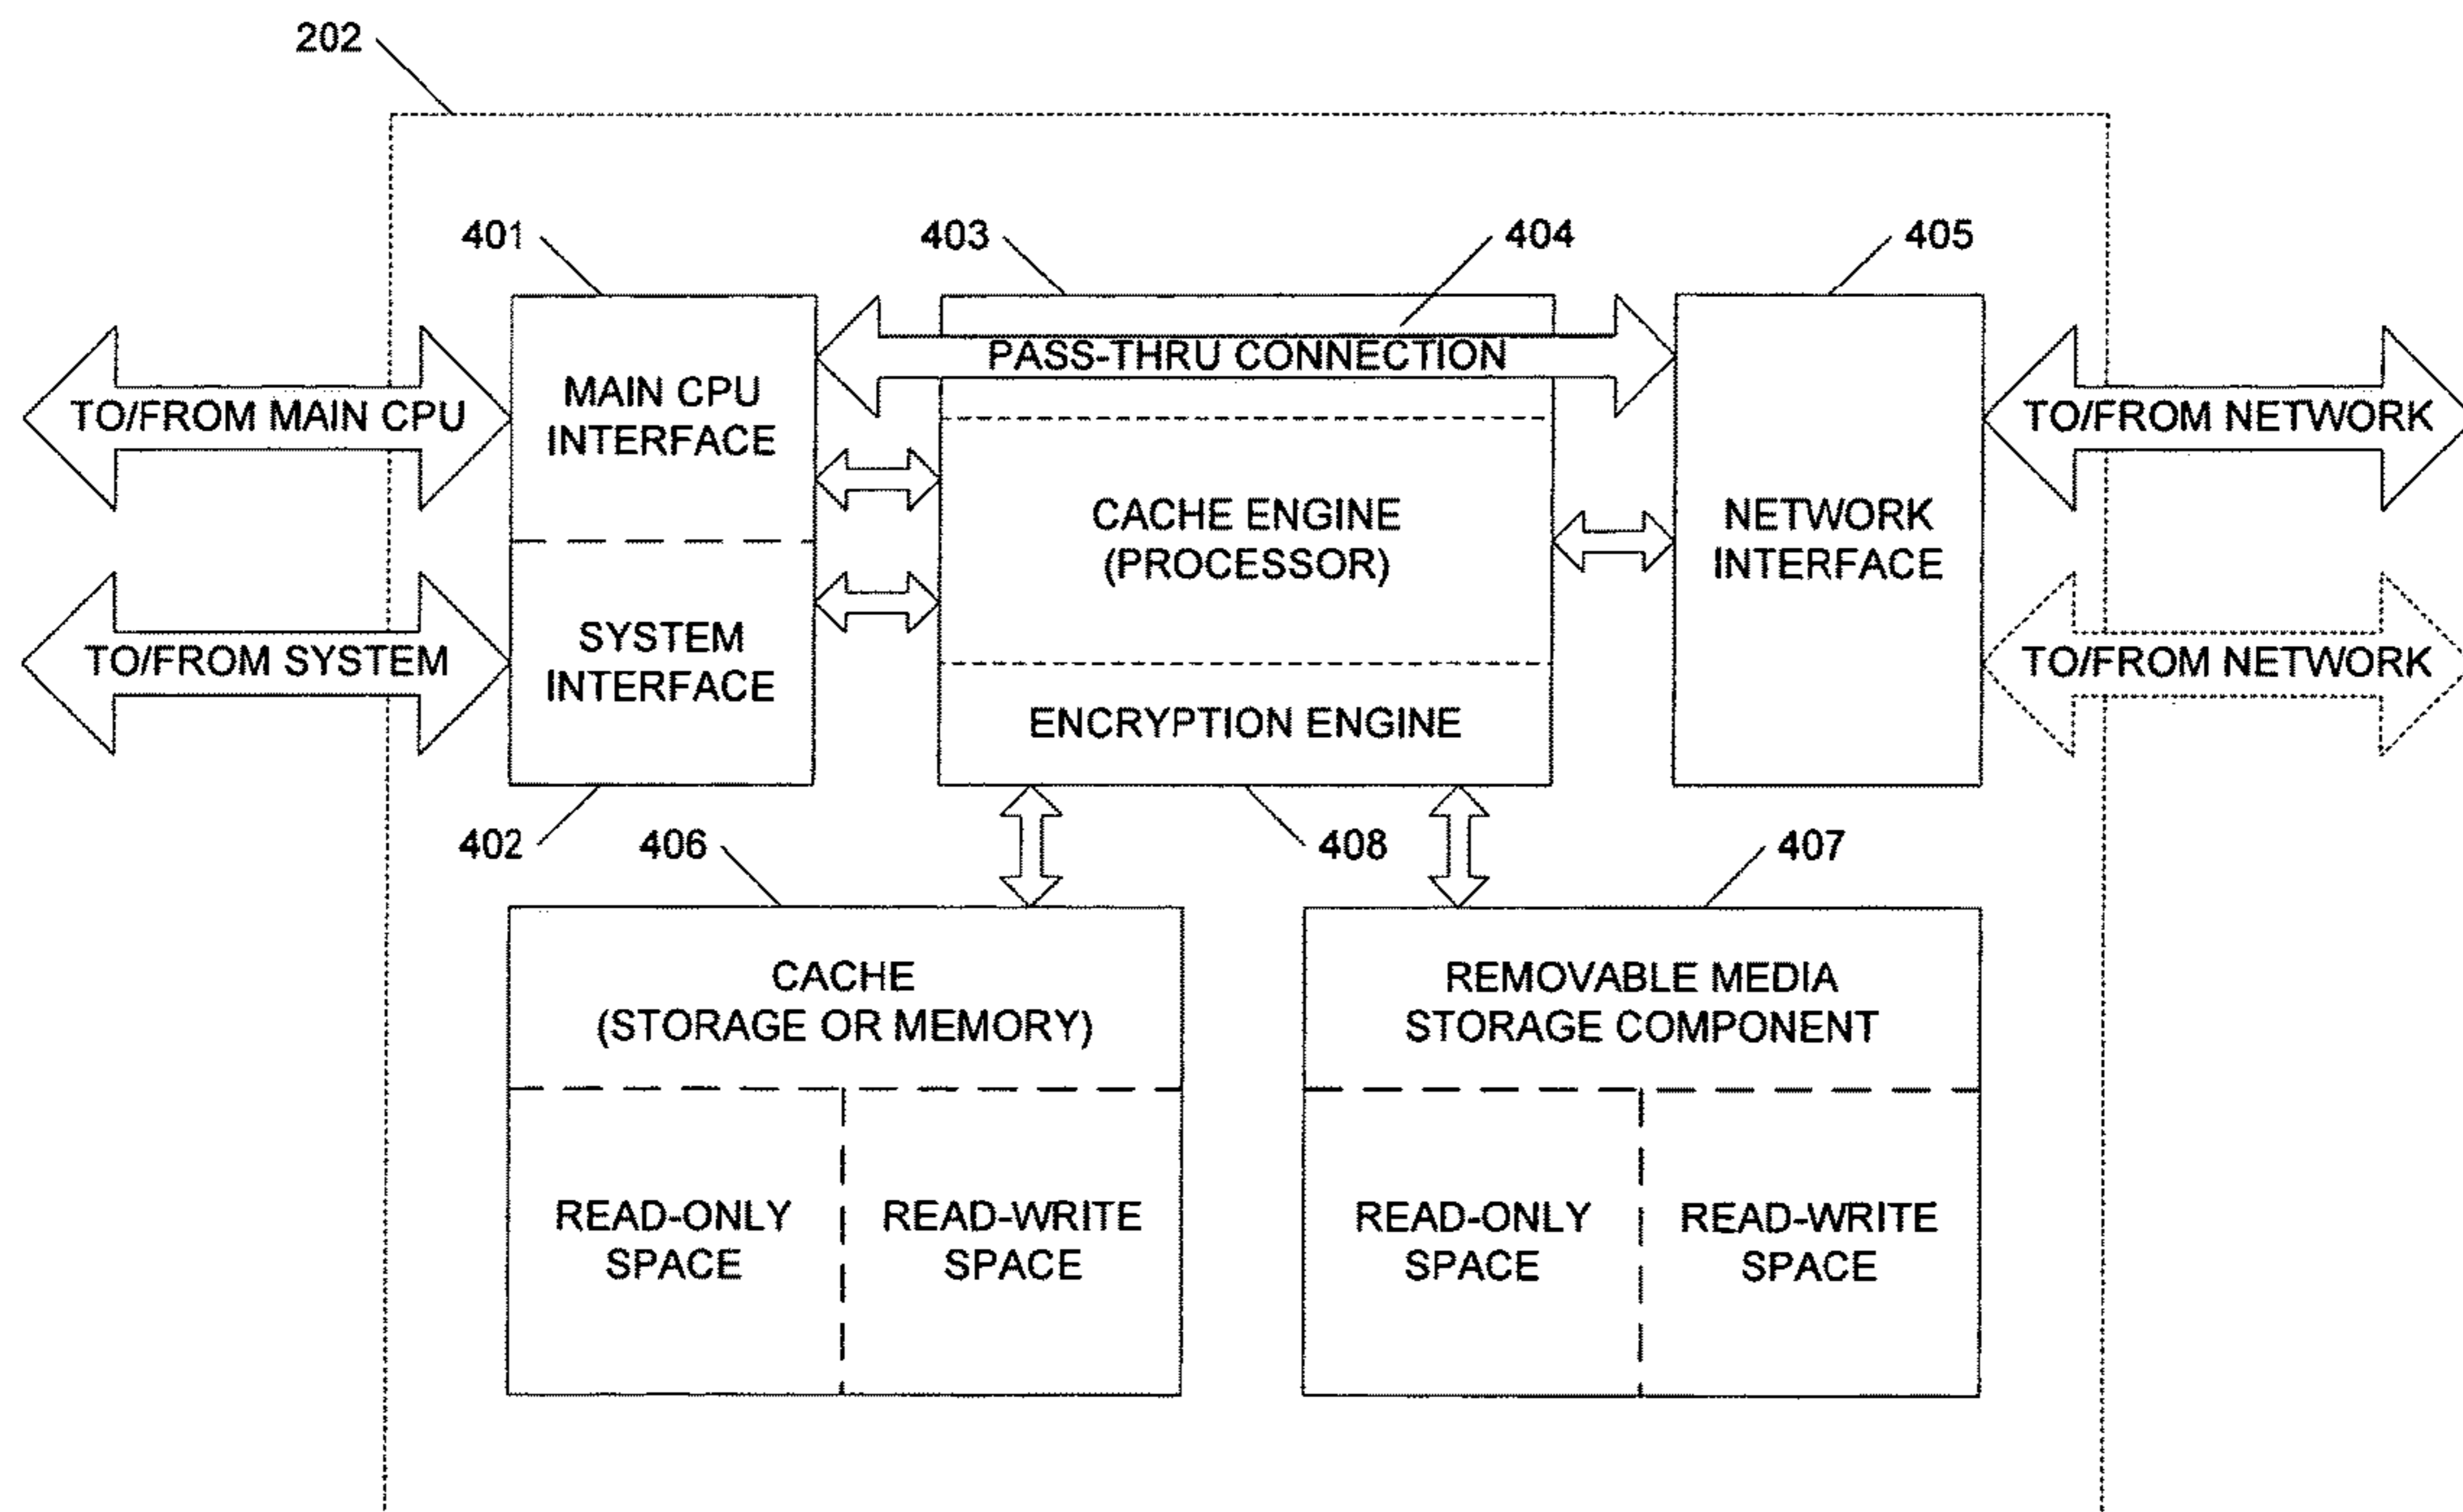 202
401
403
404
405
PASS-THRU CONNECTION
MAIN CPU
INTERFACE
TO/FROM MAIN CPU
TO/FROM NETWORK
CACHE ENGINE
(PROCESSOR)
NETWORK
INTERFACE
SYSTEM
INTERFACE
TO/FROM SYSTEM
TO/FROM NETWORK
ENCRYPTION ENGINE
402
406
408
407
CACHE
(STORAGE OR MEMORY)
REMOVABLE MEDIA
STORAGE COMPONENT
READ-ONLY
SPACE
READ-WRITE
SPACE
READ-ONLY
SPACE
READ-WRITE
SPACE